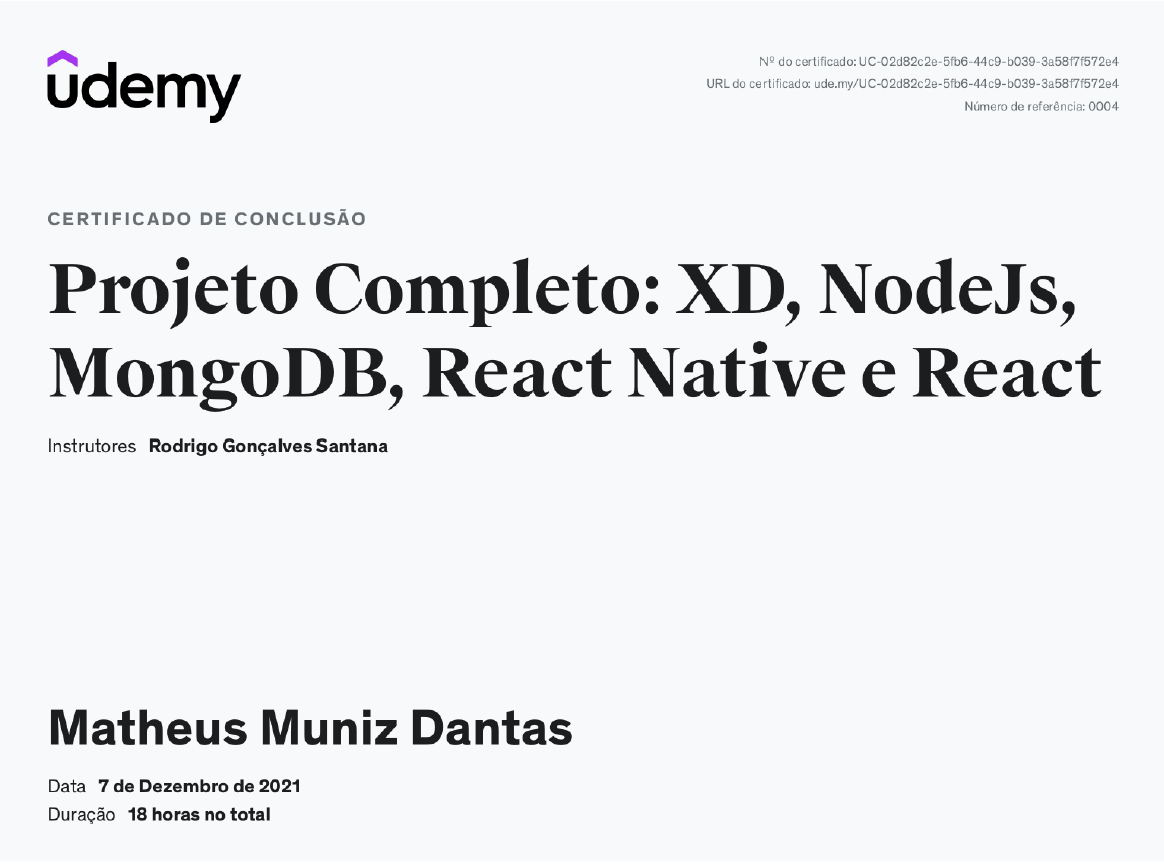 udemy
Nº do certificado: UC-02d82c2e-5fb6-44c9-b039-3a58f7f572e4
URL do certificado: ude.my/UC-02d82c2e-5fb6-44c9-b039-3a58f7f572e4
Número de referência: 0004
CERTIFICADO DE CONCLUSÃO
Projeto Completo: XD, NodeJs,
MongoDB, React Native e React
Instrutores Rodrigo Gonçalves Santana
Matheus Muniz Dantas
Data 7 de Dezembro de 2021
Duração 18 horas no total